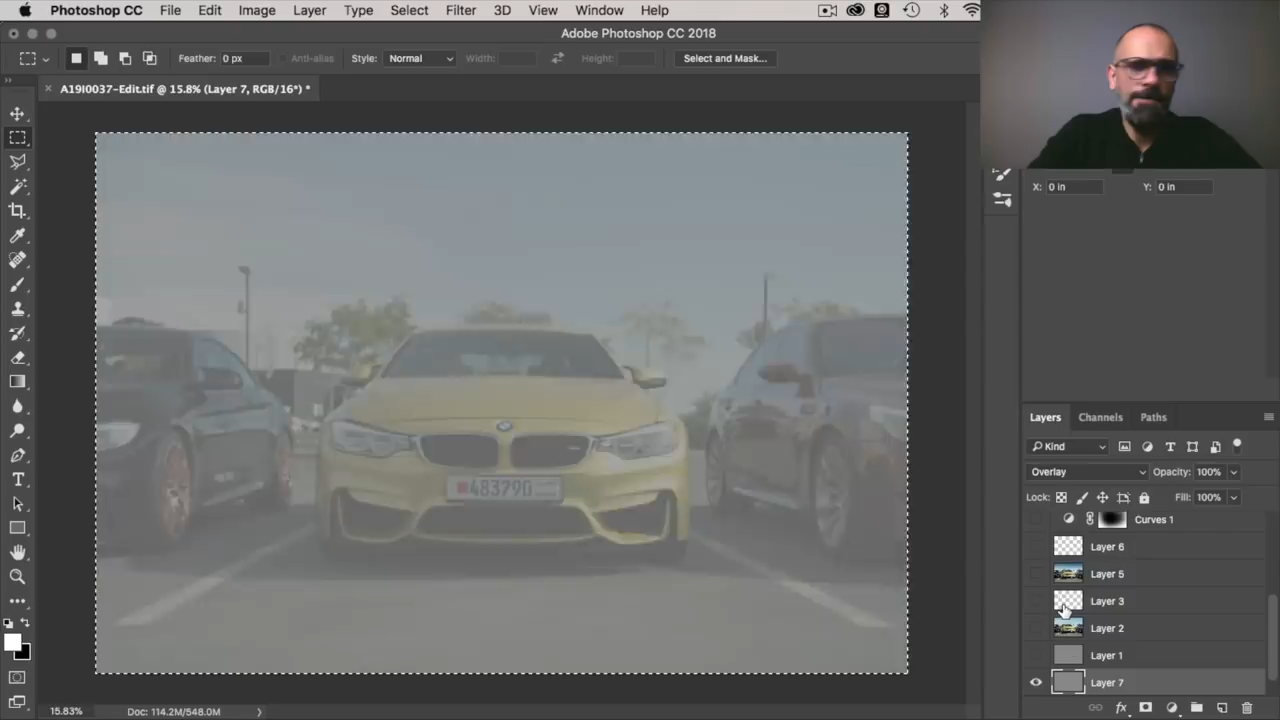 Photoshop CC File Edit Image Layer Type Select Filter 3D View Window Help
Adobe Photoshop CC 2018
Feather: 0 px Anti-alias Style: Normal Width: Height: Select and Mask...
A19I0037-Edit.tif @ 15.8% (Layer 7, RGB/16*) *
X: 0 in Y: 0 in
Layers Channels Paths
Kind
Overlay Opacity: 100%
Lock: Fill: 100%
Curves 1
Layer 6
Layer 5
Layer 3
Layer 2
Layer 1
Layer 7
483790
15.83% Doc: 114.2M/548.0M